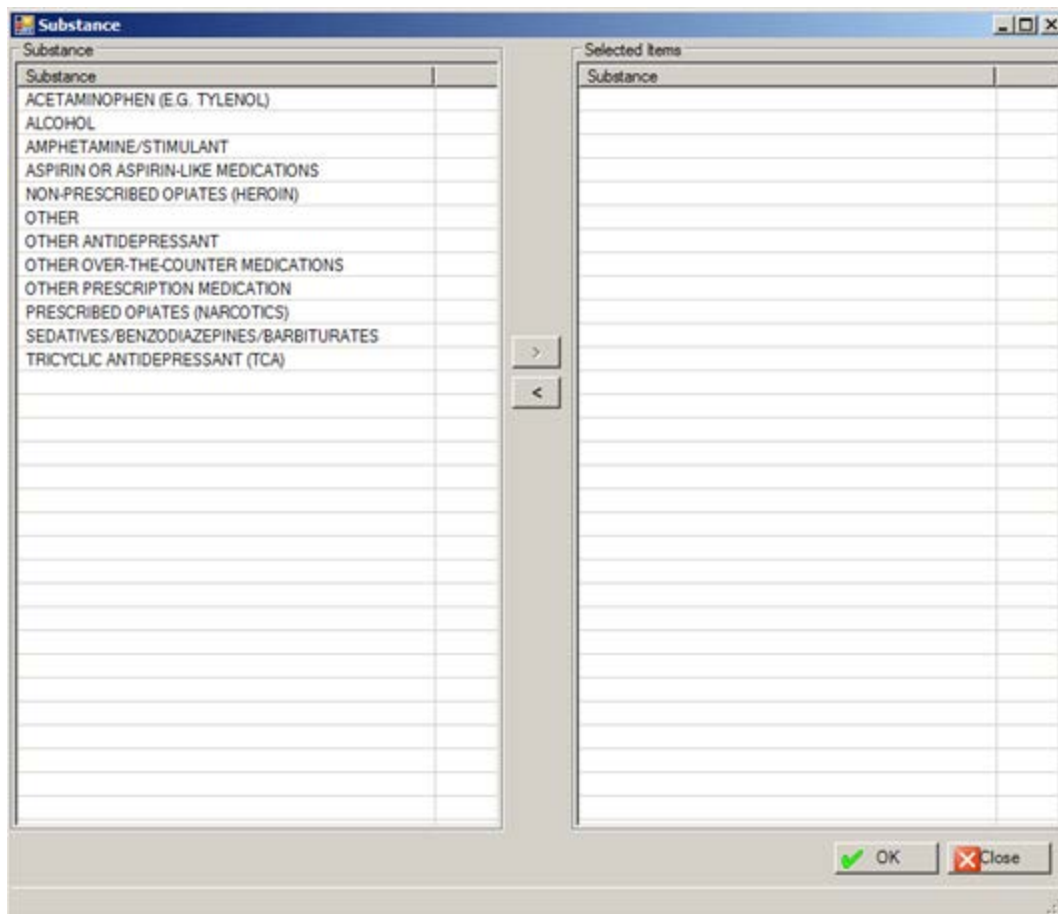 Substance
Substance
Substance
ACETAMINOPHEN (E.G. TYLENOL)
ALCOHOL
AMPHETAMINE/STIMULANT
ASPIRIN OR ASPIRIN-LIKE MEDICATIONS
NON-PRESCRIBED OPIATES (HEROIN)
OTHER
OTHER ANTIDEPRESSANT
OTHER OVER-THE-COUNTER MEDICATIONS
OTHER PRESCRIPTION MEDICATION
PRESCRIBED OPIATES (NARCOTICS)
SEDATIVES/BENZODIAZEPINES/BARBITURATES
TRICYCLIC ANTIDEPRESSANT (TCA)
>
<
Selected Items
Substance
OK
Close